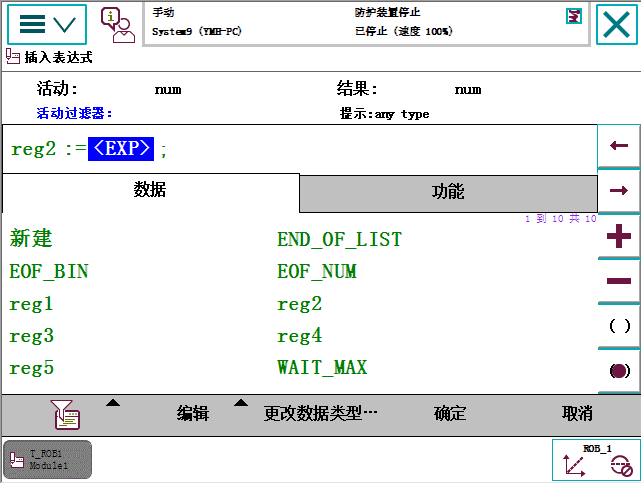 手动
System9 (YMH-PC)
防护装置停止
已停止 (速度 100%)
插入表达式
活动: num 结果: num
活动过滤器: 提示:any type
reg2 := <EXP> ;
数据 功能
1 到 10 共 10
新建 END_OF_LIST
EOF_BIN EOF_NUM
reg1 reg2
reg3 reg4
reg5 WAIT_MAX
( )
编辑 更改数据类型… 确定 取消
T_ROB1
Module1
ROB_1